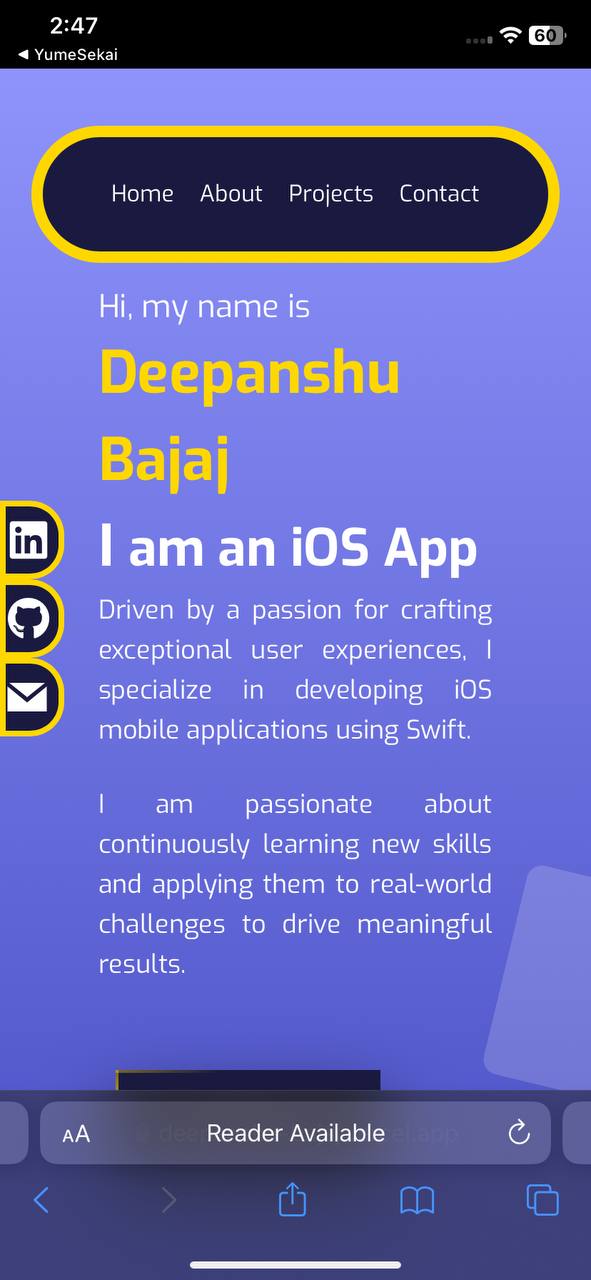 2:47
60
◀ YumeSekai
Home About Projects Contact
Hi, my name is
Deepanshu
Bajaj
I am an iOS App
in
Driven by a passion for crafting
exceptional user experiences, I
specialize in developing iOS
mobile applications using Swift.
I am passionate about
continuously learning new skills
and applying them to real-world
challenges to drive meaningful
results.
AA Reader Available